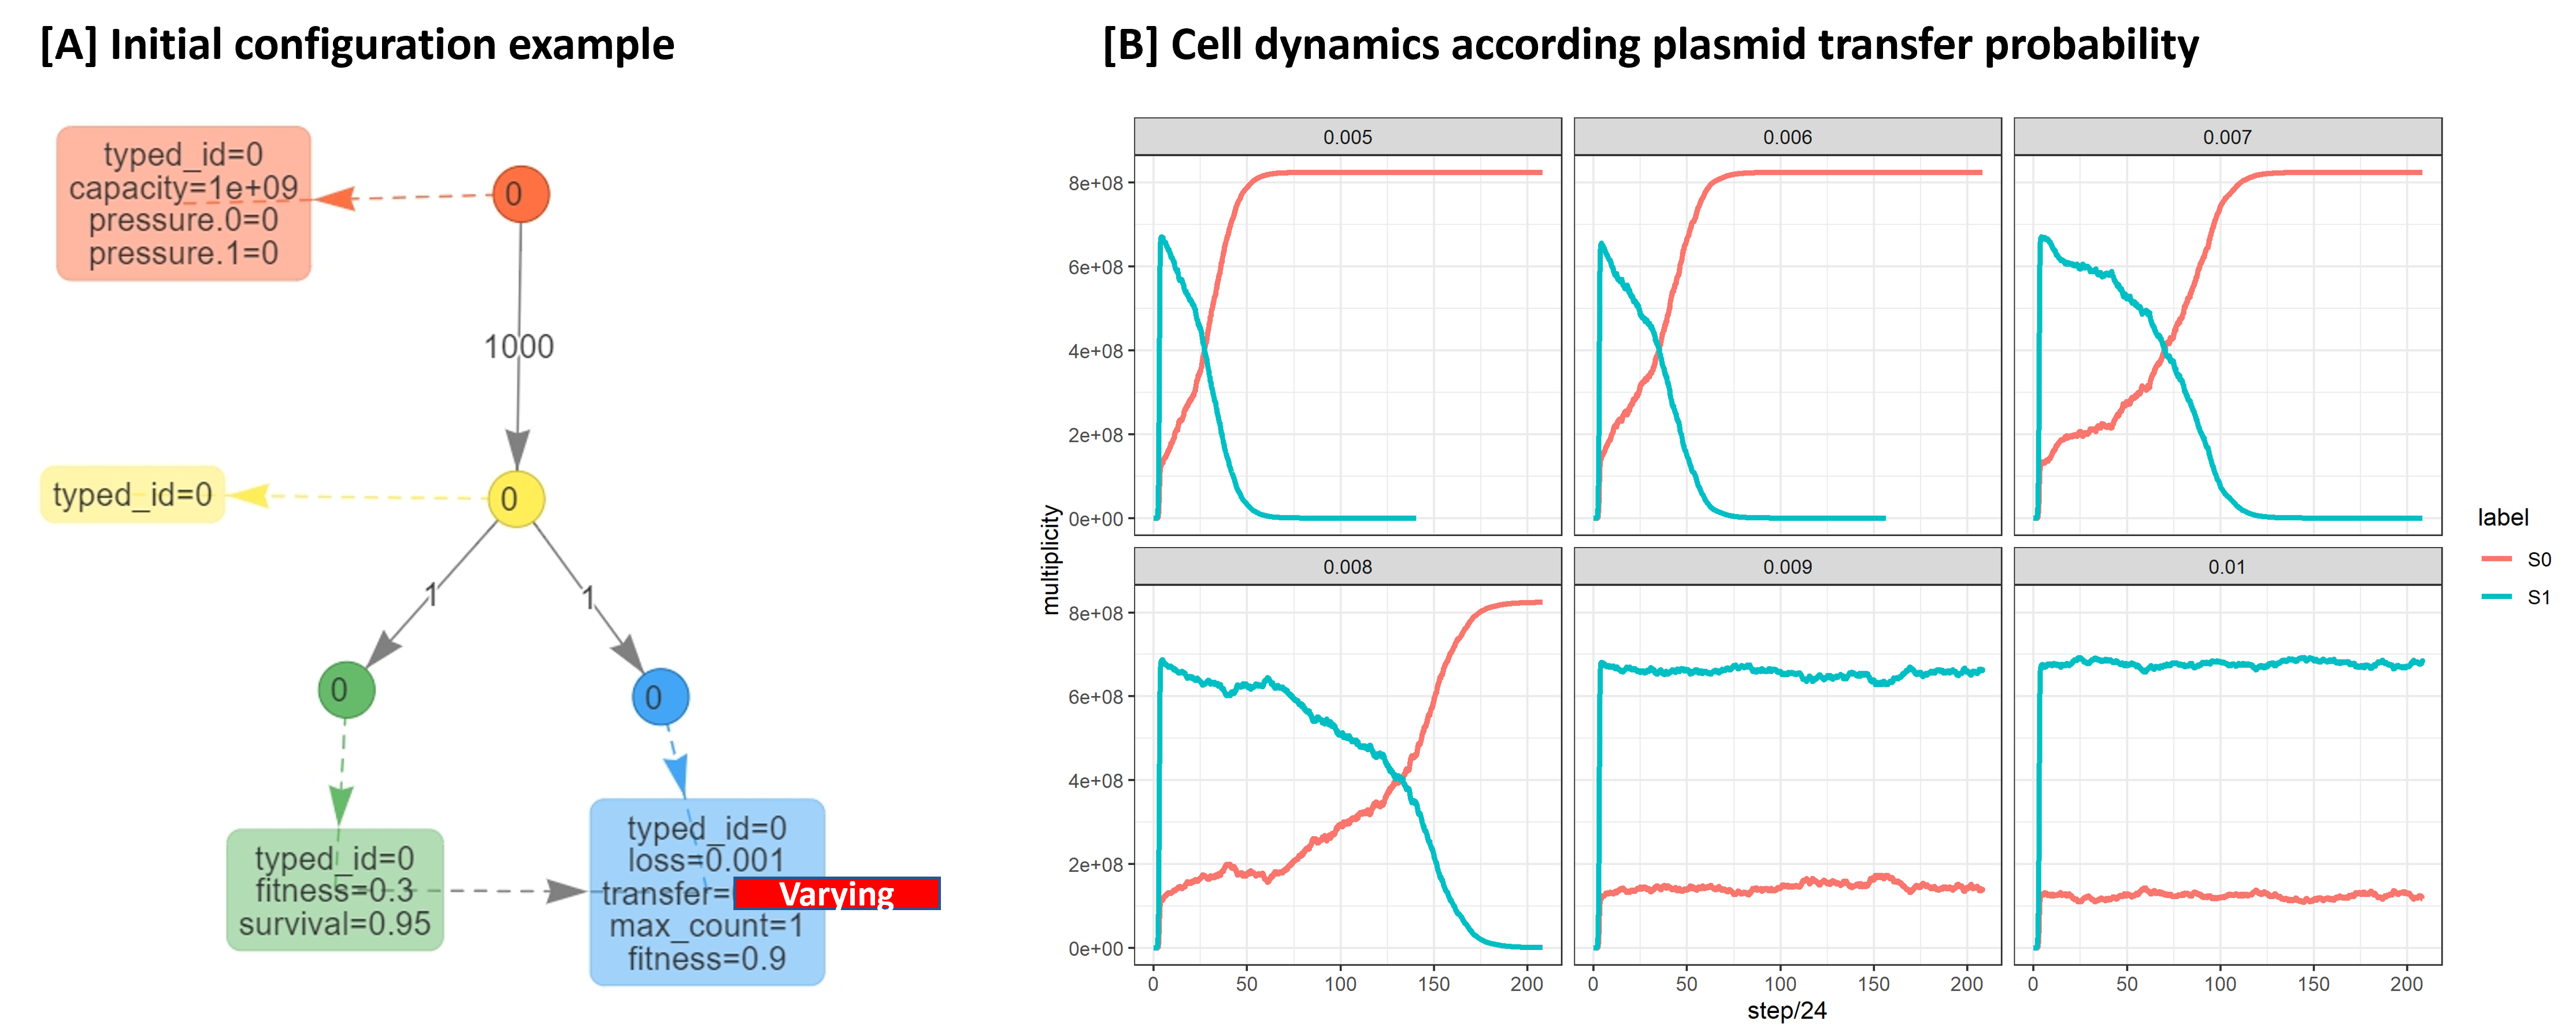 [A] Initial configuration example
typed_id=0
capacity=1e+09
pressure.0=0
pressure.1=0
0
1000
typed_id=0
0
1
1
0
0
typed_id=0
fitness=0.3
survival=0.95
typed_id=0
loss=0.001
transfer=
Varying
max_count=1
fitness=0.9
[B] Cell dynamics according plasmid transfer probability
0.005
0.006
0.007
8e+08
6e+08
4e+08
2e+08
0e+00
0.008
0.009
0.01
8e+08
6e+08
4e+08
2e+08
0e+00
multiplicity
0 50 100 150 200
0 50 100 150 200
0 50 100 150 200
step/24
label
S0
S1